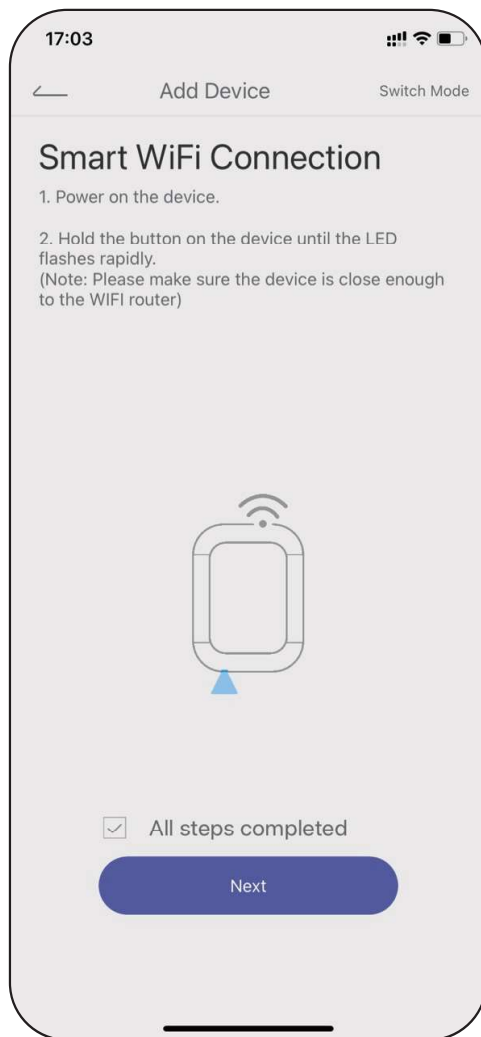 17:03
Add Device
Switch Mode
Smart WiFi Connection
1. Power on the device.
2. Hold the button on the device until the LED
flashes rapidly.
(Note: Please make sure the device is close enough
to the WIFI router)
All steps completed
Next